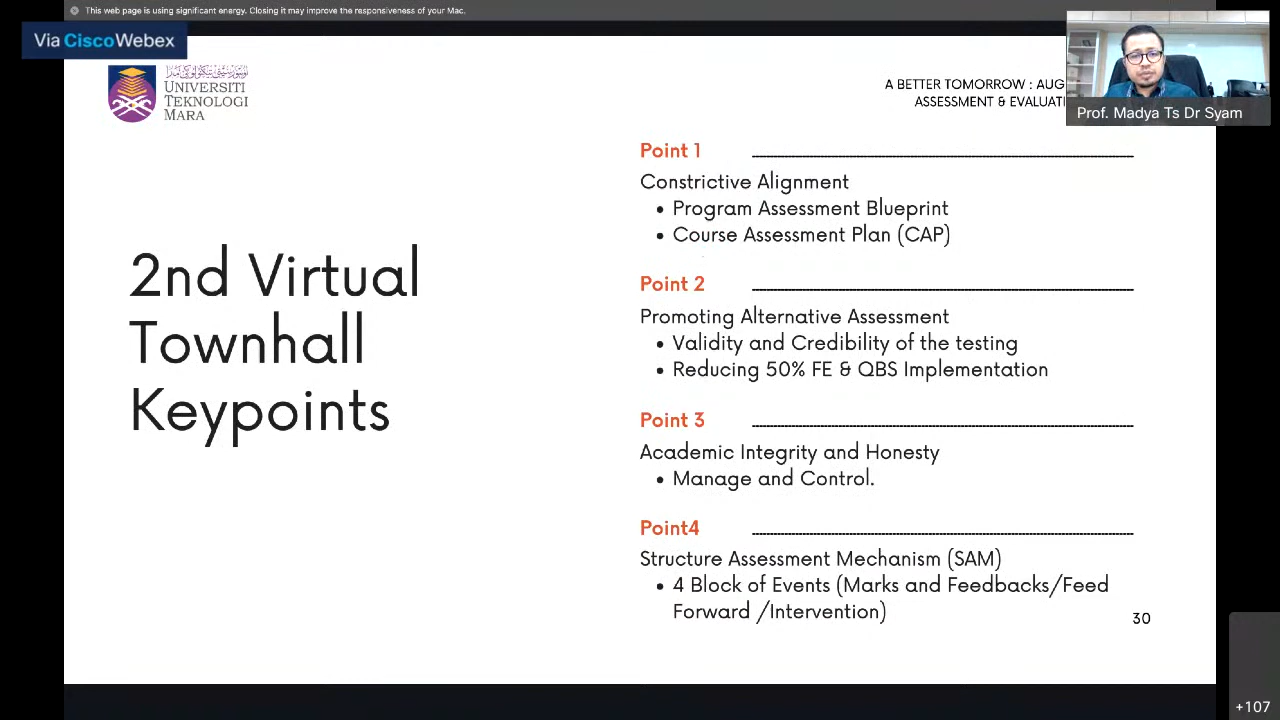 This web page is using significant energy. Closing it may improve the responsiveness of your Mac.
Via Cisco Webex
UNIVERSITI
TEKNOLOGI
MARA
A BETTER TOMORROW : AUG
ASSESSMENT & EVALUATI
Prof. Madya Ts Dr Syam
2nd Virtual
Townhall
Keypoints
Point 1
Constrictive Alignment
• Program Assessment Blueprint
• Course Assessment Plan (CAP)
Point 2
Promoting Alternative Assessment
• Validity and Credibility of the testing
• Reducing 50% FE & QBS Implementation
Point 3
Academic Integrity and Honesty
• Manage and Control.
Point4
Structure Assessment Mechanism (SAM)
• 4 Block of Events (Marks and Feedbacks/Feed
Forward /Intervention)
30
+107